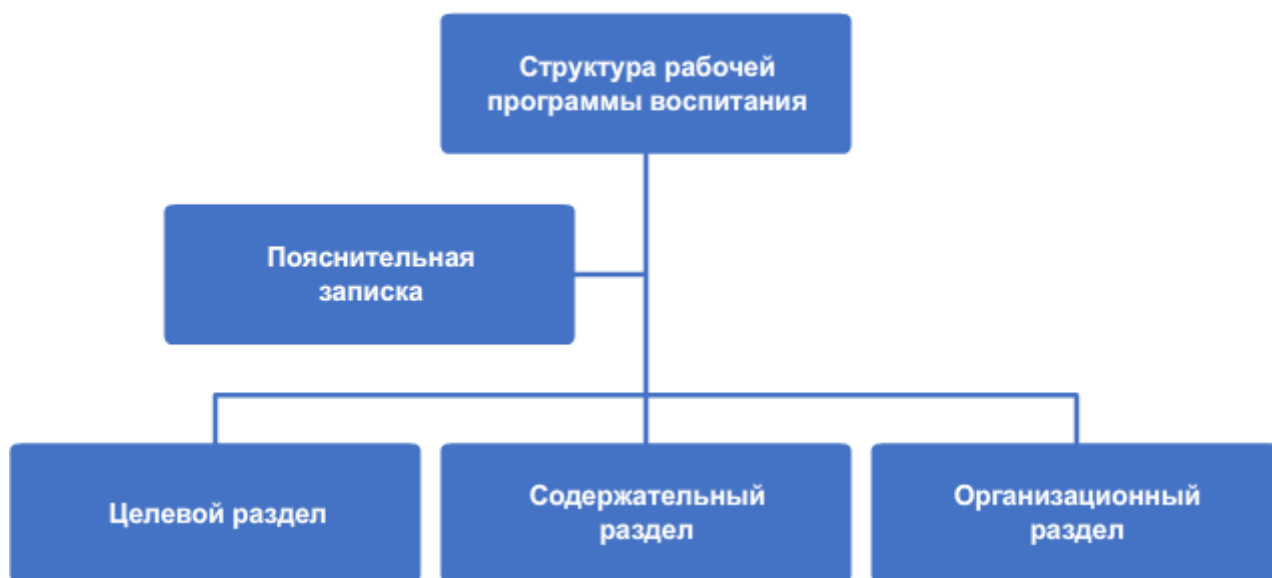 Структура рабочей
программы воспитания
Пояснительная
записка
Целевой раздел
Содержательный
раздел
Организационный
раздел